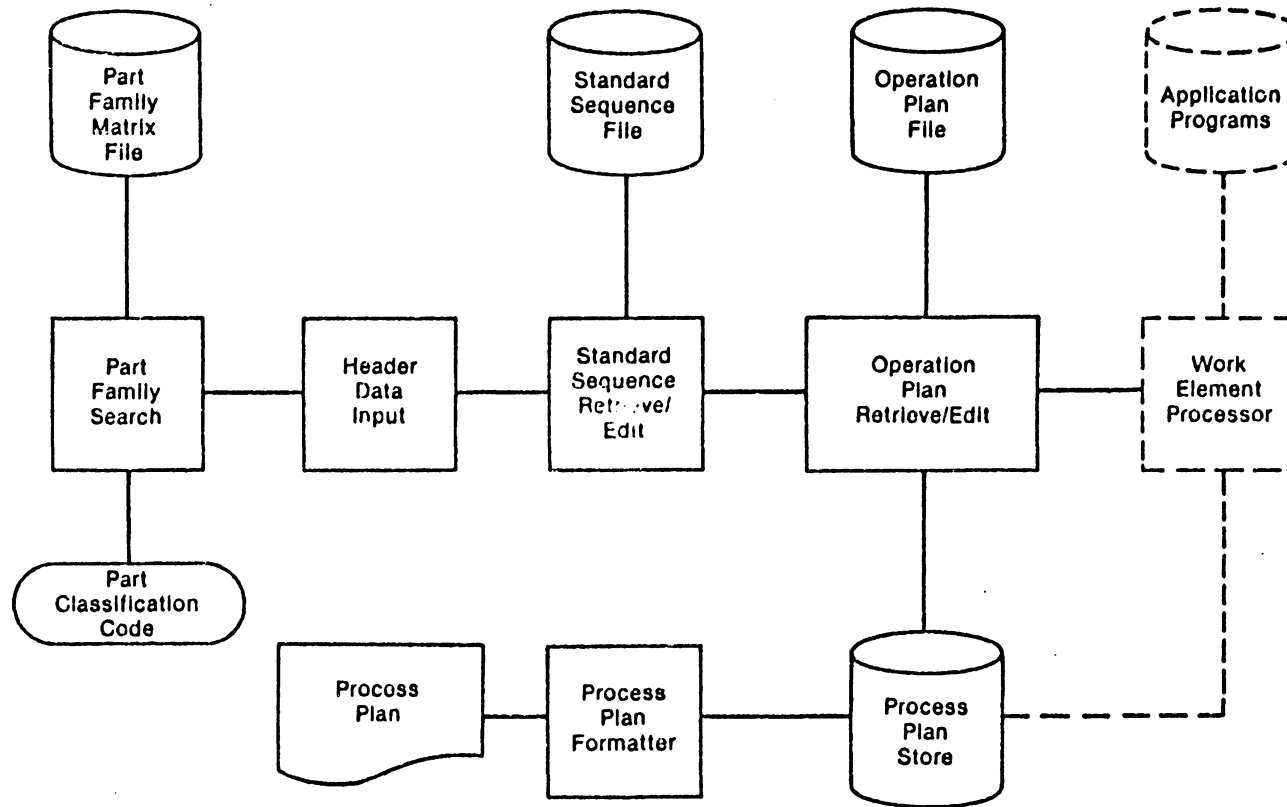 Part
Family
Matrix
File
Standard
Sequence
File
Operation
Plan
File
Application
Programs
Part
Family
Search
Header
Data
Input
Standard
Sequence
Retrieve/
Edit
Operation
Plan
Retrieve/Edit
Work
Element
Processor
Part
Classification
Code
Procoss
Plan
Process
Plan
Formatter
Process
Plan
Store